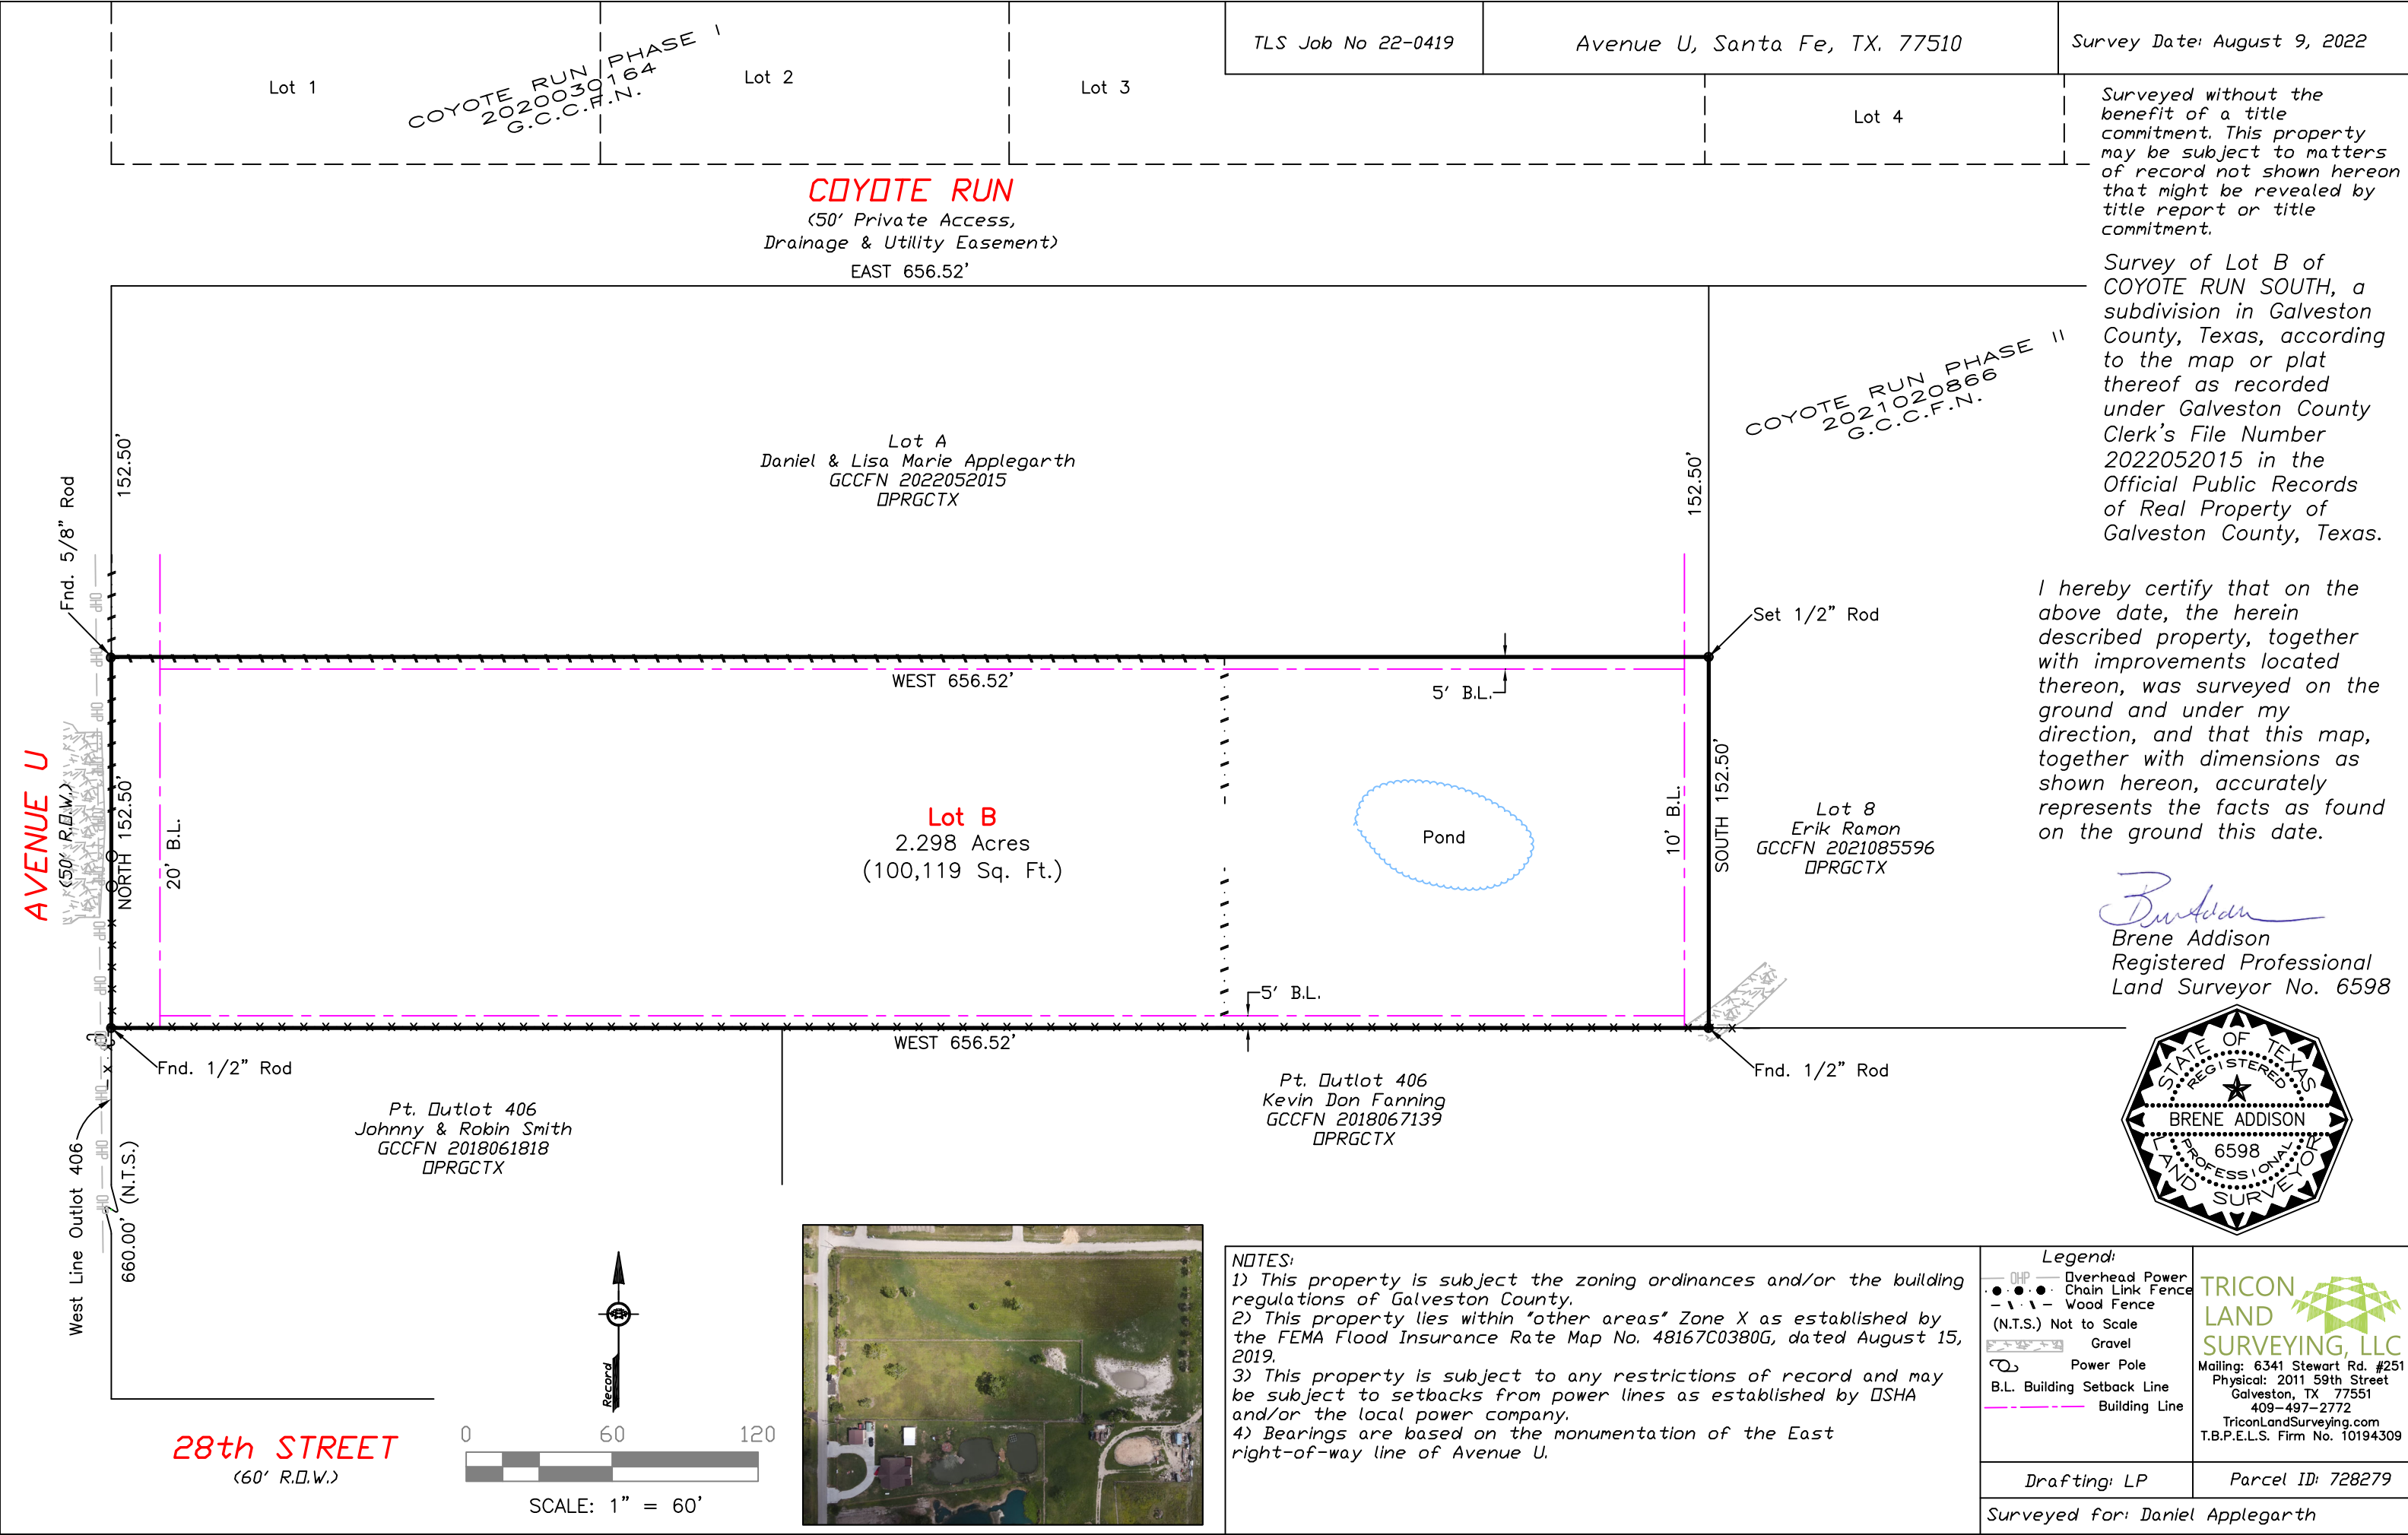 TLS Job No 22-0419
Avenue U, Santa Fe, TX. 77510
Survey Date: August 9, 2022
Lot 1
Lot 2
Lot 3
Lot 4
COYOTE RUN PHASE I
2020030164
G.C.C.F.N.
COYOTE RUN
(50' Private Access,
Drainage & Utility Easement)
EAST 656.52'
Surveyed without the
benefit of a title
commitment. This property
may be subject to matters
of record not shown hereon
that might be revealed by
title report or title
commitment.
Survey of Lot B of
COYOTE RUN SOUTH, a
subdivision in Galveston
County, Texas, according
to the map or plat
thereof as recorded
under Galveston County
Clerk's File Number
2022052015 in the
Official Public Records
of Real Property of
Galveston County, Texas.
COYOTE RUN PHASE II
2021020866
G.C.C.F.N.
152.50'
Lot A
Daniel & Lisa Marie Applegarth
GCCFN 2022052015
OPRGCTX
152.50'
Fnd. 5/8" Rod
Set 1/2" Rod
I hereby certify that on the
above date, the herein
described property, together
with improvements located
thereon, was surveyed on the
ground and under my
direction, and that this map,
together with dimensions as
shown hereon, accurately
represents the facts as found
on the ground this date.
OHP
OHP
OHP
OHP
WEST 656.52'
5' B.L.
AVENUE U
(50' R.O.W.)
NORTH 152.50'
20' B.L.
Lot B
2.298 Acres
(100,119 Sq. Ft.)
Pond
10' B.L.
SOUTH 152.50'
Lot 8
Erik Ramon
GCCFN 2021085596
OPRGCTX
Brene Addison
Registered Professional
Land Surveyor No. 6598
OHP
OHP
OHP
5' B.L.
WEST 656.52'
Fnd. 1/2" Rod
Fnd. 1/2" Rod
OHP
OHP
OHP
West Line Outlot 406
660.00' (N.T.S.)
Pt. Outlot 406
Johnny & Robin Smith
GCCFN 2018061818
OPRGCTX
Pt. Outlot 406
Kevin Don Fanning
GCCFN 2018067139
OPRGCTX
STATE OF TEXAS
REGISTERED
BRENE ADDISON
6598
PROFESSIONAL
LAND SURVEYOR
28th STREET
(60' R.O.W.)
Record
0 60 120
SCALE: 1" = 60'
NOTES:
1) This property is subject the zoning ordinances and/or the building
regulations of Galveston County.
2) This property lies within "other areas" Zone X as established by
the FEMA Flood Insurance Rate Map No. 48167C0380G, dated August 15,
2019.
3) This property is subject to any restrictions of record and may
be subject to setbacks from power lines as established by OSHA
and/or the local power company.
4) Bearings are based on the monumentation of the East
right-of-way line of Avenue U.
Legend:
OHP Overhead Power
Chain Link Fence
Wood Fence
(N.T.S.) Not to Scale
Gravel
Power Pole
B.L. Building Setback Line
Building Line
TRICON
LAND
SURVEYING, LLC
Mailing: 6341 Stewart Rd. #251
Physical: 2011 59th Street
Galveston, TX 77551
409-497-2772
TriconLandSurveying.com
T.B.P.E.L.S. Firm No. 10194309
Drafting: LP
Parcel ID: 728279
Surveyed for: Daniel Applegarth